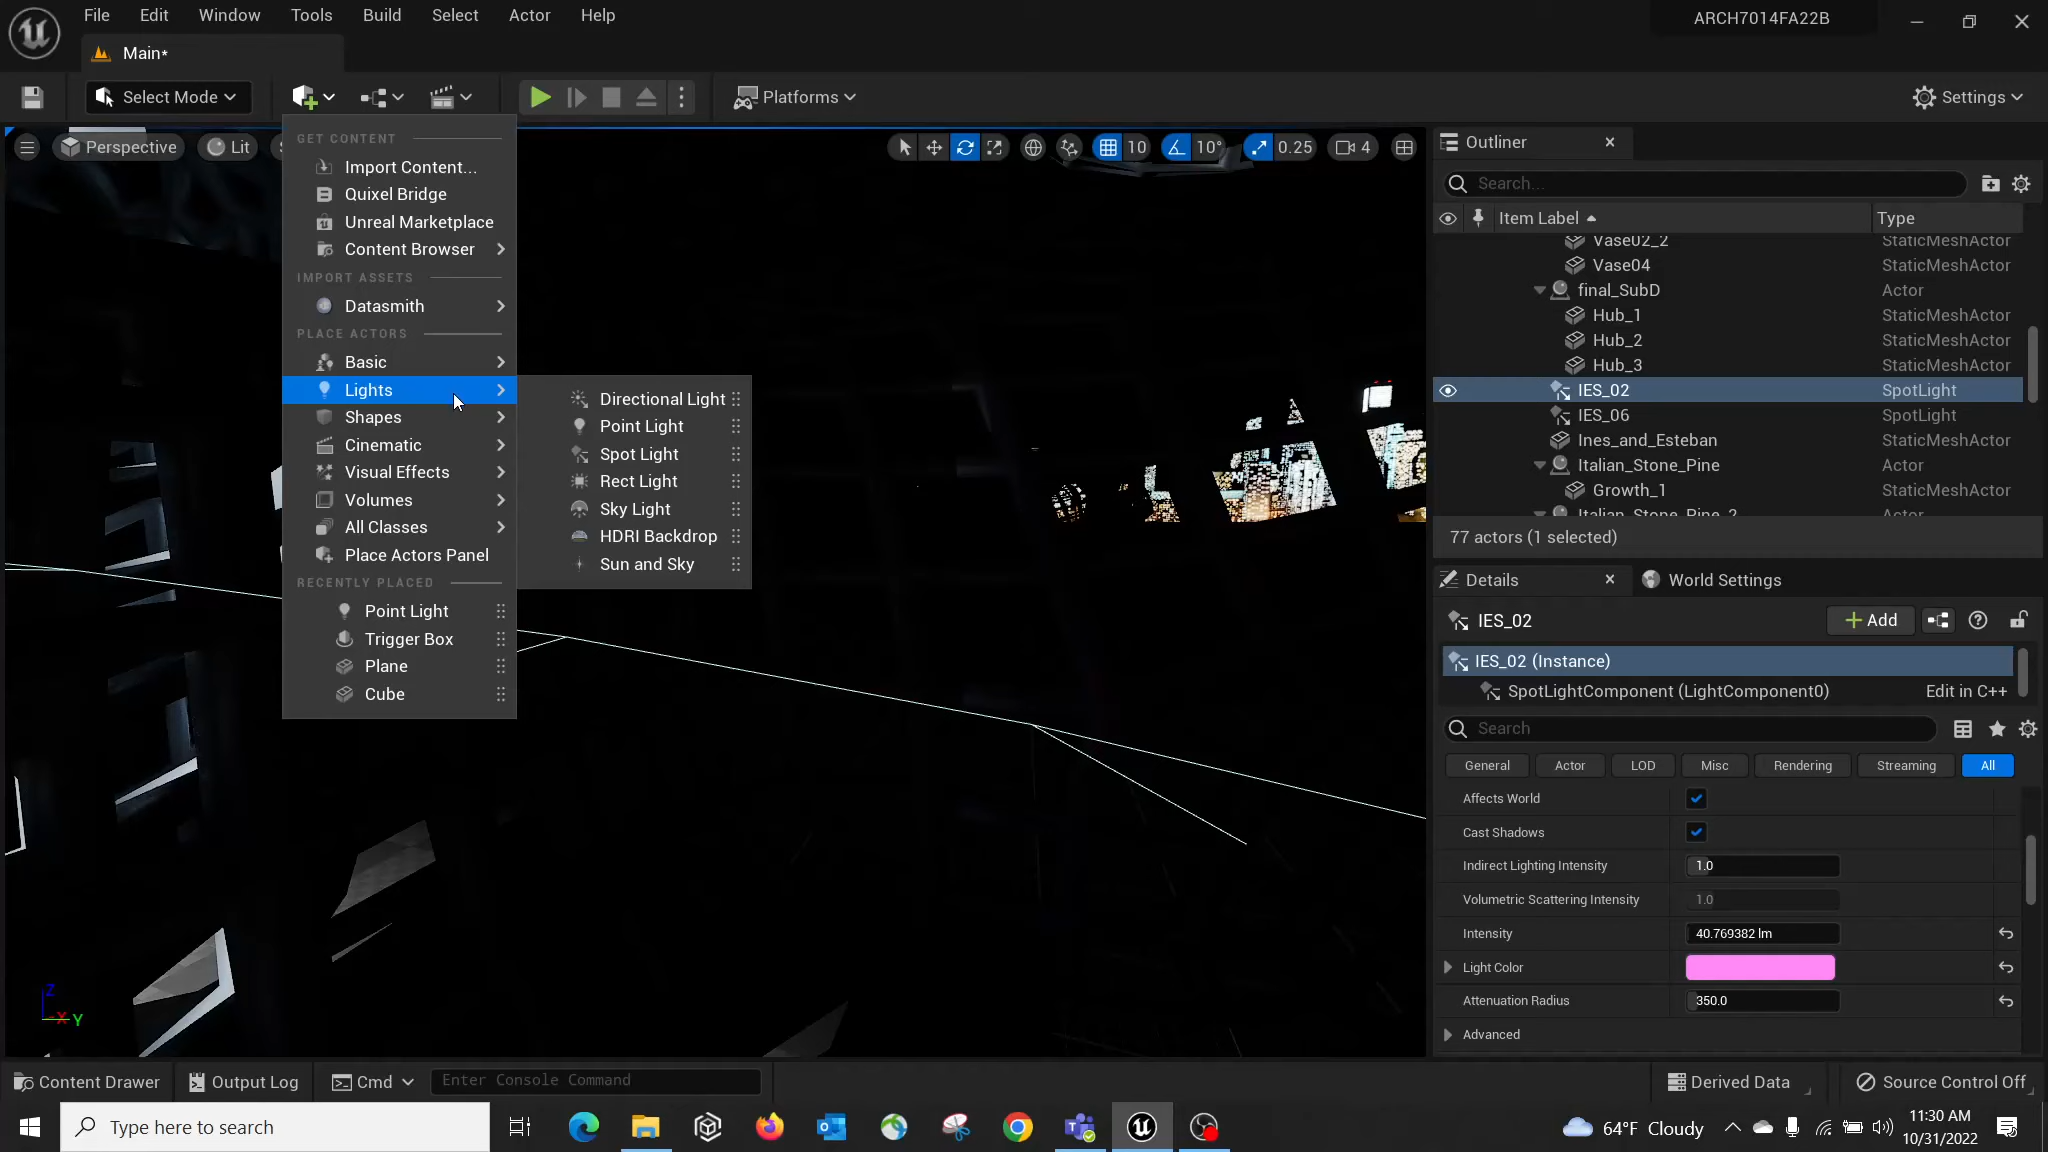 File Edit Window Tools Build Select Actor Help ARCH7014FA22B
Main*
Select Mode Platforms Settings
Perspective Lit 10 10° 0.25 4
GET CONTENT
Import Content...
Quixel Bridge
Unreal Marketplace
Content Browser
IMPORT ASSETS
Datasmith
PLACE ACTORS
Basic
Lights
Shapes
Cinematic
Visual Effects
Volumes
All Classes
Place Actors Panel
RECENTLY PLACED
Point Light
Trigger Box
Plane
Cube
Directional Light
Point Light
Spot Light
Rect Light
Sky Light
HDRI Backdrop
Sun and Sky
Z
X Y
Outliner
Search...
Item Label Type
Vase02_2 StaticMeshActor
Vase04 StaticMeshActor
final_SubD Actor
Hub_1 StaticMeshActor
Hub_2 StaticMeshActor
Hub_3 StaticMeshActor
IES_02 SpotLight
IES_06 SpotLight
Ines_and_Esteban StaticMeshActor
Italian_Stone_Pine Actor
Growth_1 StaticMeshActor
Italian_Stone_Pine_2 Actor
77 actors (1 selected)
Details World Settings
IES_02 Add
IES_02 (Instance)
SpotLightComponent (LightComponent0) Edit in C++
Search
General Actor LOD Misc Rendering Streaming All
Affects World
Cast Shadows
Indirect Lighting Intensity 1.0
Volumetric Scattering Intensity 1.0
Intensity 40.769382 lm
Light Color
Attenuation Radius 350.0
Advanced
Content Drawer Output Log Cmd Enter Console Command Derived Data Source Control Off
Type here to search 64°F Cloudy 11:30 AM
10/31/2022